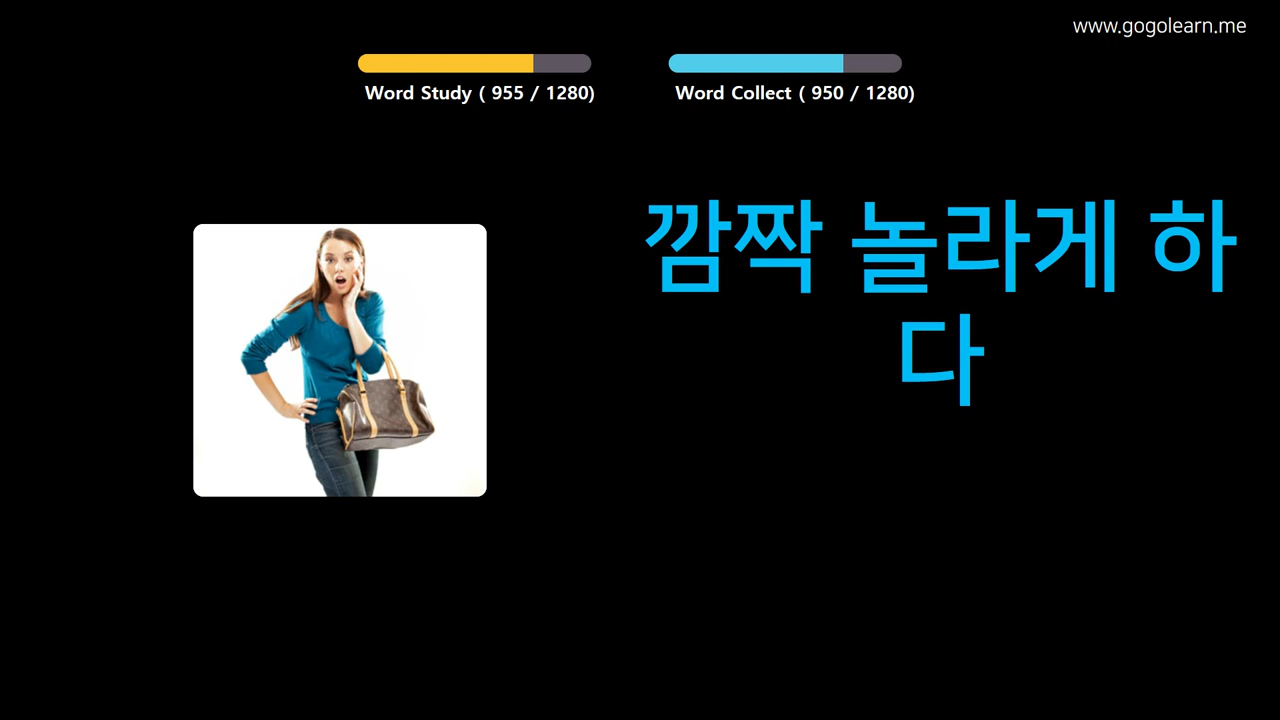 www.gogolearn.me
Word Study ( 955 / 1280)
Word Collect ( 950 / 1280)
깜짝 놀라게 하
다